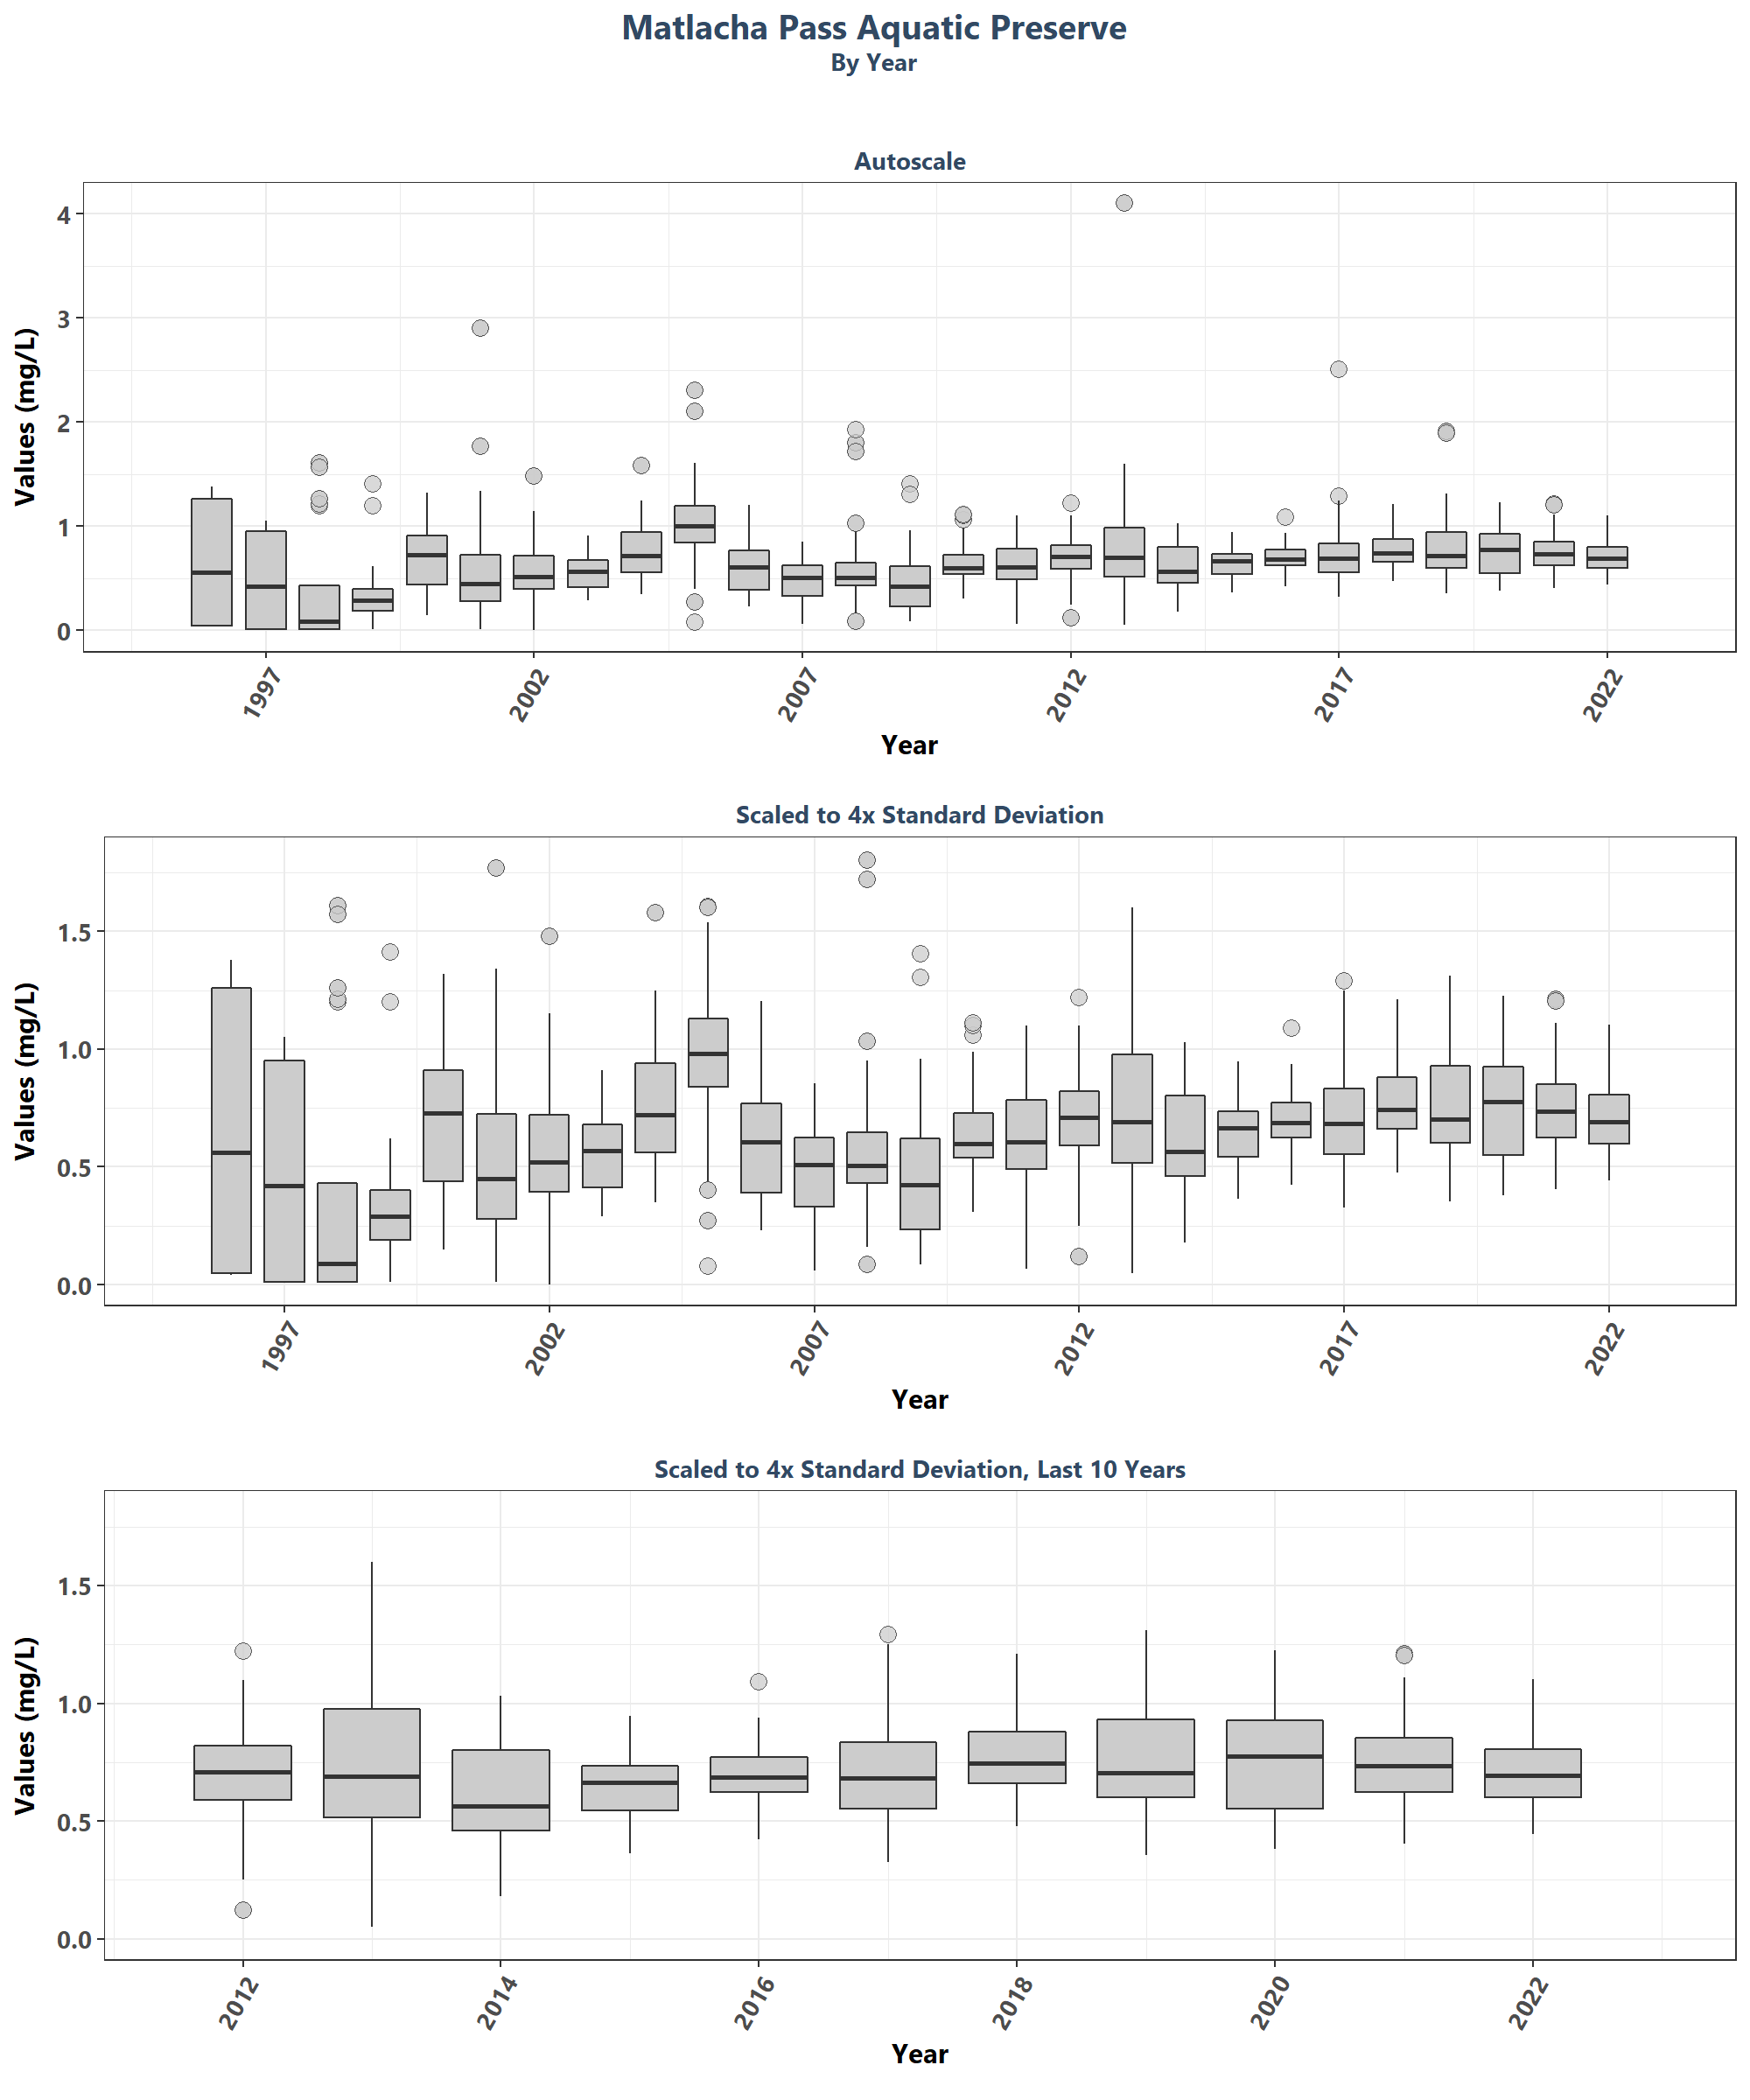 Matlacha Pass Aquatic Preserve
By Year
Autoscale
Values (mg/L)
4
3
2
1
0
1997 2002 2007 2012 2017 2022
Year
Scaled to 4x Standard Deviation
Values (mg/L)
1.5
1.0
0.5
0.0
1997 2002 2007 2012 2017 2022
Year
Scaled to 4x Standard Deviation, Last 10 Years
Values (mg/L)
1.5
1.0
0.5
0.0
2012 2014 2016 2018 2020 2022
Year